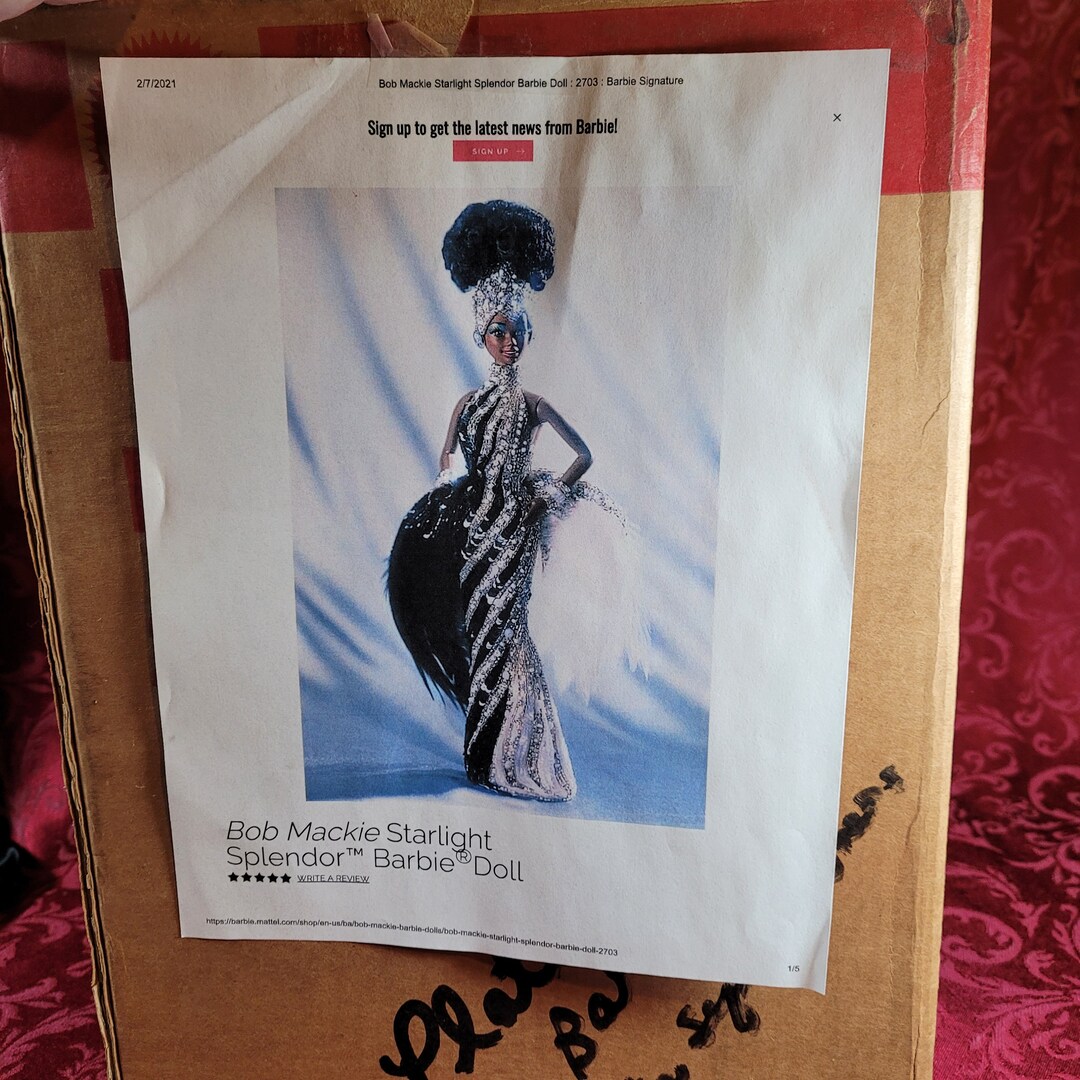 2/7/2021
Bob Mackie Starlight Splendor Barbie Doll : 2703 : Barbie Signature
Sign up to get the latest news from Barbie!
×
SIGN UP →
Bob Mackie Starlight
Splendor™ Barbie® Doll
★★★★★ WRITE A REVIEW
https://barbie.mattel.com/shop/en-us/ba/bob-mackie-barbie-dolls/bob-mackie-starlight-splendor-barbie-doll-2703
1/5